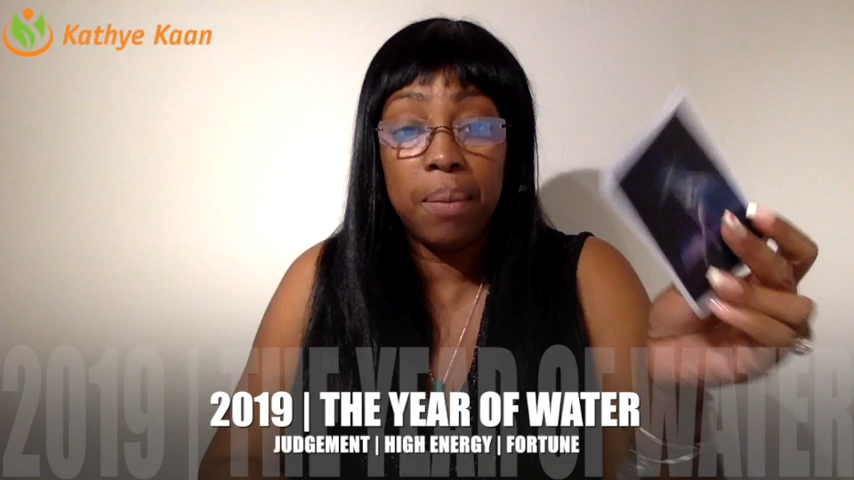 Kathye Kaan
2019 | THE YEAR OF WATER
2019 | THE YEAR OF WATER
JUDGEMENT | HIGH ENERGY | FORTUNE